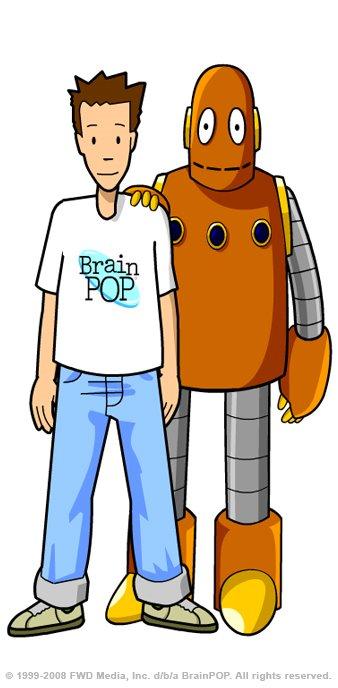 Brain
POP
© 1999-2008 FWD Media, Inc. d/b/a BrainPOP. All rights reserved.